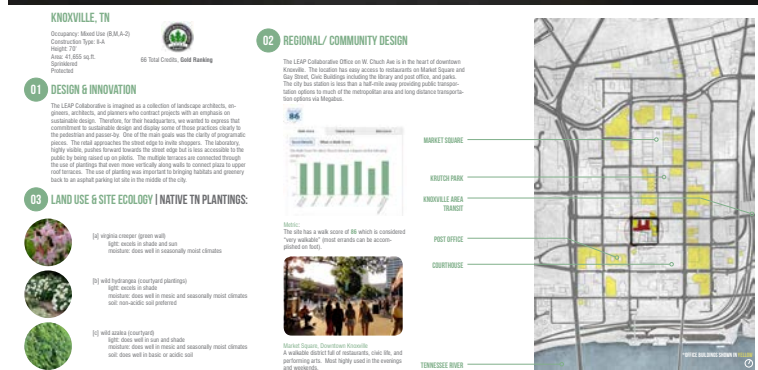 KNOXVILLE, TN
Occupancy: Mixed Use (B,M,A-2)
Construction Type: II-A
Height: 70'
Area: 41,655 sq.ft.
Sprinklered
Protected
66 Total Credits, Gold Ranking
01 DESIGN & INNOVATION
The LEAP Collaborative is imagined as a collection of landscape architects, en-
gineers, architects, and planners who contract projects with an emphasis on
sustainable design. Therefore, for their headquarters, we wanted to express that
commitment to sustainable design and display some of those practices clearly to
the pedestrian and passer-by. One of the main goals was the clarity of programatic
pieces. The retail approaches the street edge to invite shoppers. The laboratory,
highly visible, pushes forward towards the street edge but is less accessible to the
public by being raised up on pilotis. The multiple terraces are connected through
the use of plantings that even move vertically along walls to connect plaza to upper
roof terraces. The use of planting was important to bringing habitats and greenery
back to an asphalt parking lot site in the middle of the city.
03 LAND USE & SITE ECOLOGY | NATIVE TN PLANTINGS:
[a] virginia creeper (green wall)
light: excels in shade and sun
moisture: does well in seasonally moist climates
[b] wild hydrangea (courtyard plantings)
light: excels in shade
moisture: does well in mesic and seasonally moist climates
soil: non-acidic soil preferred
[c] wild azalea (courtyard)
light: does well in sun and shade
moisture: does well in mesic and seasonally moist climates
soil: does well in basic or acidic soil
02 REGIONAL/ COMMUNITY DESIGN
The LEAP Collaborative Office on W. Chuch Ave is in the heart of downtown
Knoxville. The location has easy access to restaurants on Market Square and
Gay Street, Civic Buildings including the library and post office, and parks.
The city bus station is less than a half-mile away providing public transpor-
tation options to much of the metropolitan area and long distance transporta-
tion options via Megabus.
86
Metric:
The site has a walk score of 86 which is considered
"very walkable" (most errands can be accom-
plished on foot).
Market Square, Downtown Knoxville
A walkable district full of restaurants, civic life, and
performing arts. Most highly used in the evenings
and weekends.
MARKET SQUARE
KRUTCH PARK
KNOXVILLE AREA
TRANSIT
POST OFFICE
COURTHOUSE
TENNESSEE RIVER
*OFFICE BUILDINGS SHOWN IN YELLOW